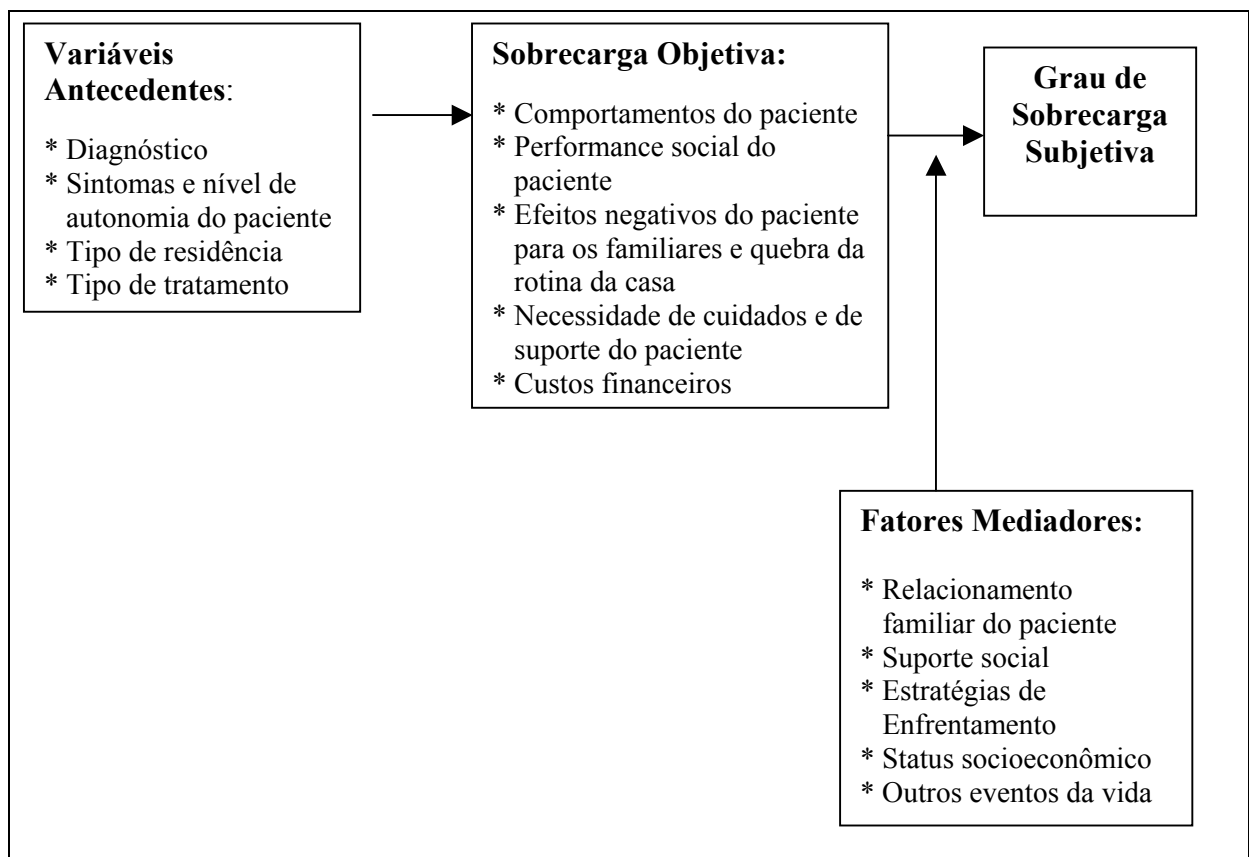 Variáveis
Antecedentes:
* Diagnóstico
* Sintomas e nível de
autonomia do paciente
* Tipo de residência
* Tipo de tratamento
Sobrecarga Objetiva:
* Comportamentos do paciente
* Performance social do
paciente
* Efeitos negativos do paciente
para os familiares e quebra da
rotina da casa
* Necessidade de cuidados e de
suporte do paciente
* Custos financeiros
Grau de
Sobrecarga
Subjetiva
Fatores Mediadores:
* Relacionamento
familiar do paciente
* Suporte social
* Estratégias de
Enfrentamento
* Status socioeconômico
* Outros eventos da vida